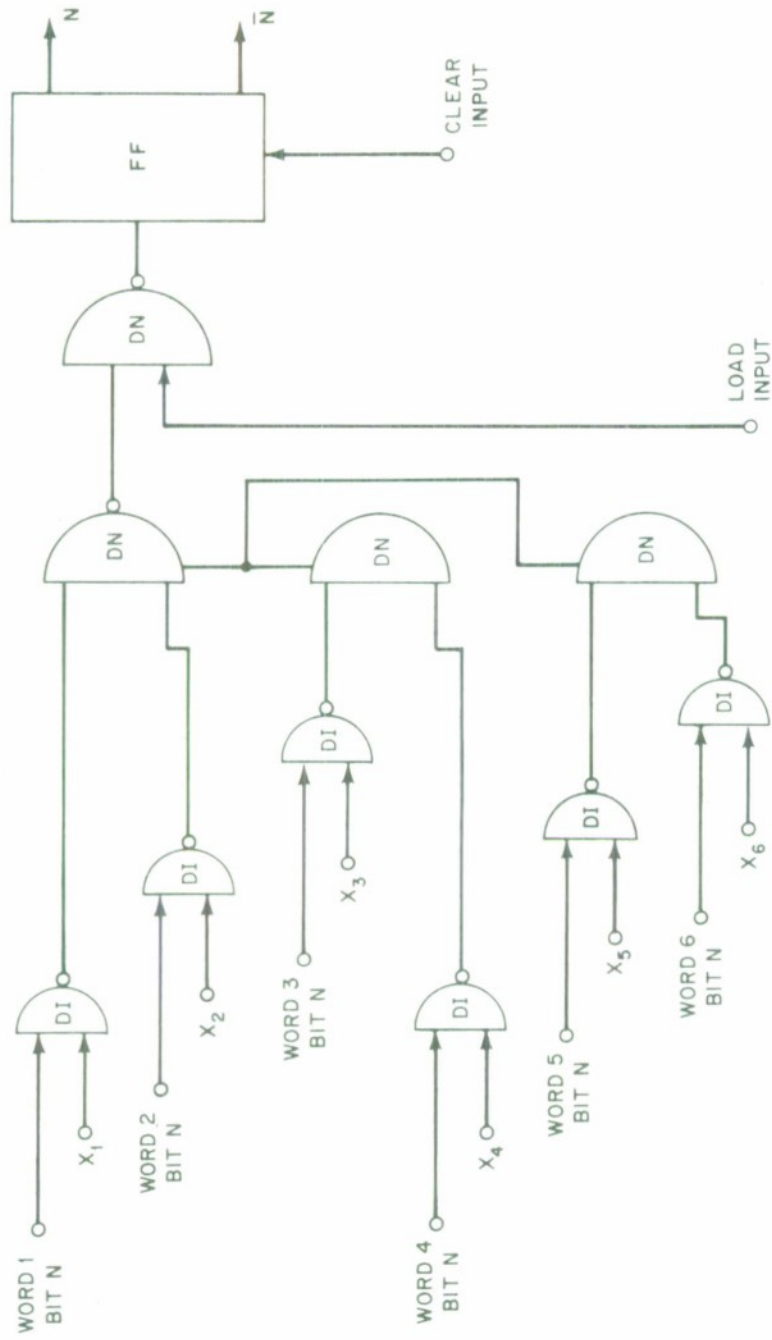 WORD 1
BIT N
X₁
DI
WORD 2
BIT N
X₂
DI
WORD 3
BIT N
X₃
DI
WORD 4
BIT N
X₄
DI
WORD 5
BIT N
X₅
DI
WORD 6
BIT N
X₆
DI
DN
DN
DN
DN
LOAD
INPUT
FF
N
N̄
CLEAR
INPUT